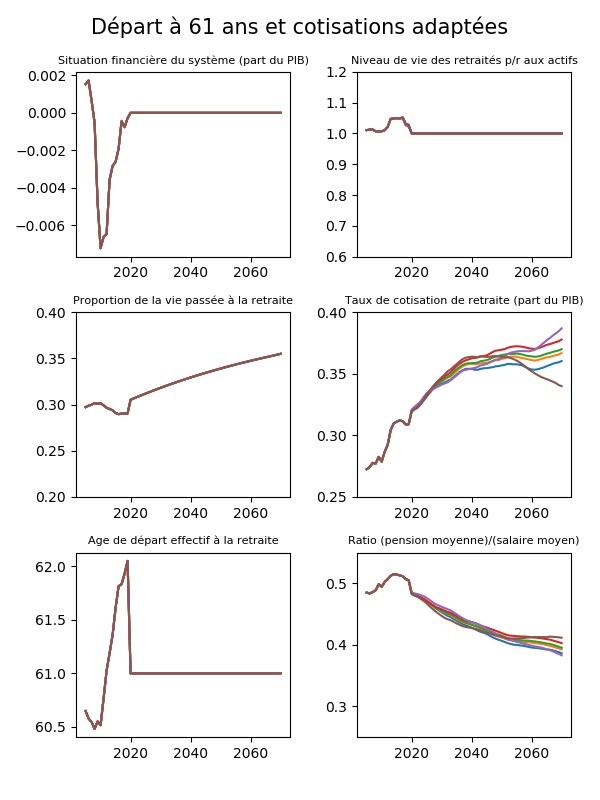 Départ à 61 ans et cotisations adaptées
Situation financière du système (part du PIB)
0.002
0.000
−0.002
−0.004
−0.006
2020 2040 2060
Niveau de vie des retraités p/r aux actifs
1.2
1.1
1.0
0.9
0.8
0.7
0.6
2020 2040 2060
Proportion de la vie passée à la retraite
0.40
0.35
0.30
0.25
0.20
2020 2040 2060
Taux de cotisation de retraite (part du PIB)
0.40
0.35
0.30
0.25
2020 2040 2060
Age de départ effectif à la retraite
62.0
61.5
61.0
60.5
2020 2040 2060
Ratio (pension moyenne)/(salaire moyen)
0.5
0.4
0.3
2020 2040 2060